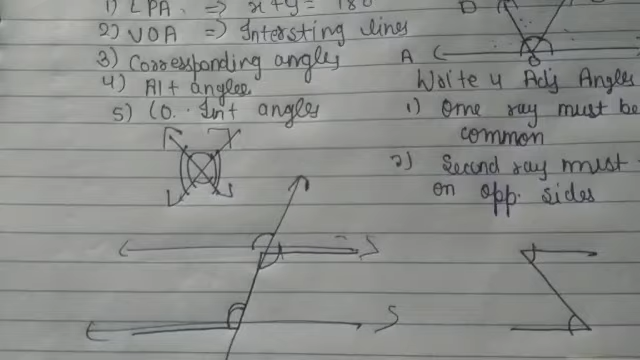 1) LPA ⇒ x+y = 180
2) VOA ⇒ Intersting lines
3) Corresponding angles
4) Alt angles
5) Co. Int angles
D
A
O
Write 4 Adj Angles
1) One ray must be
common
2) Second ray must
on opp. sides